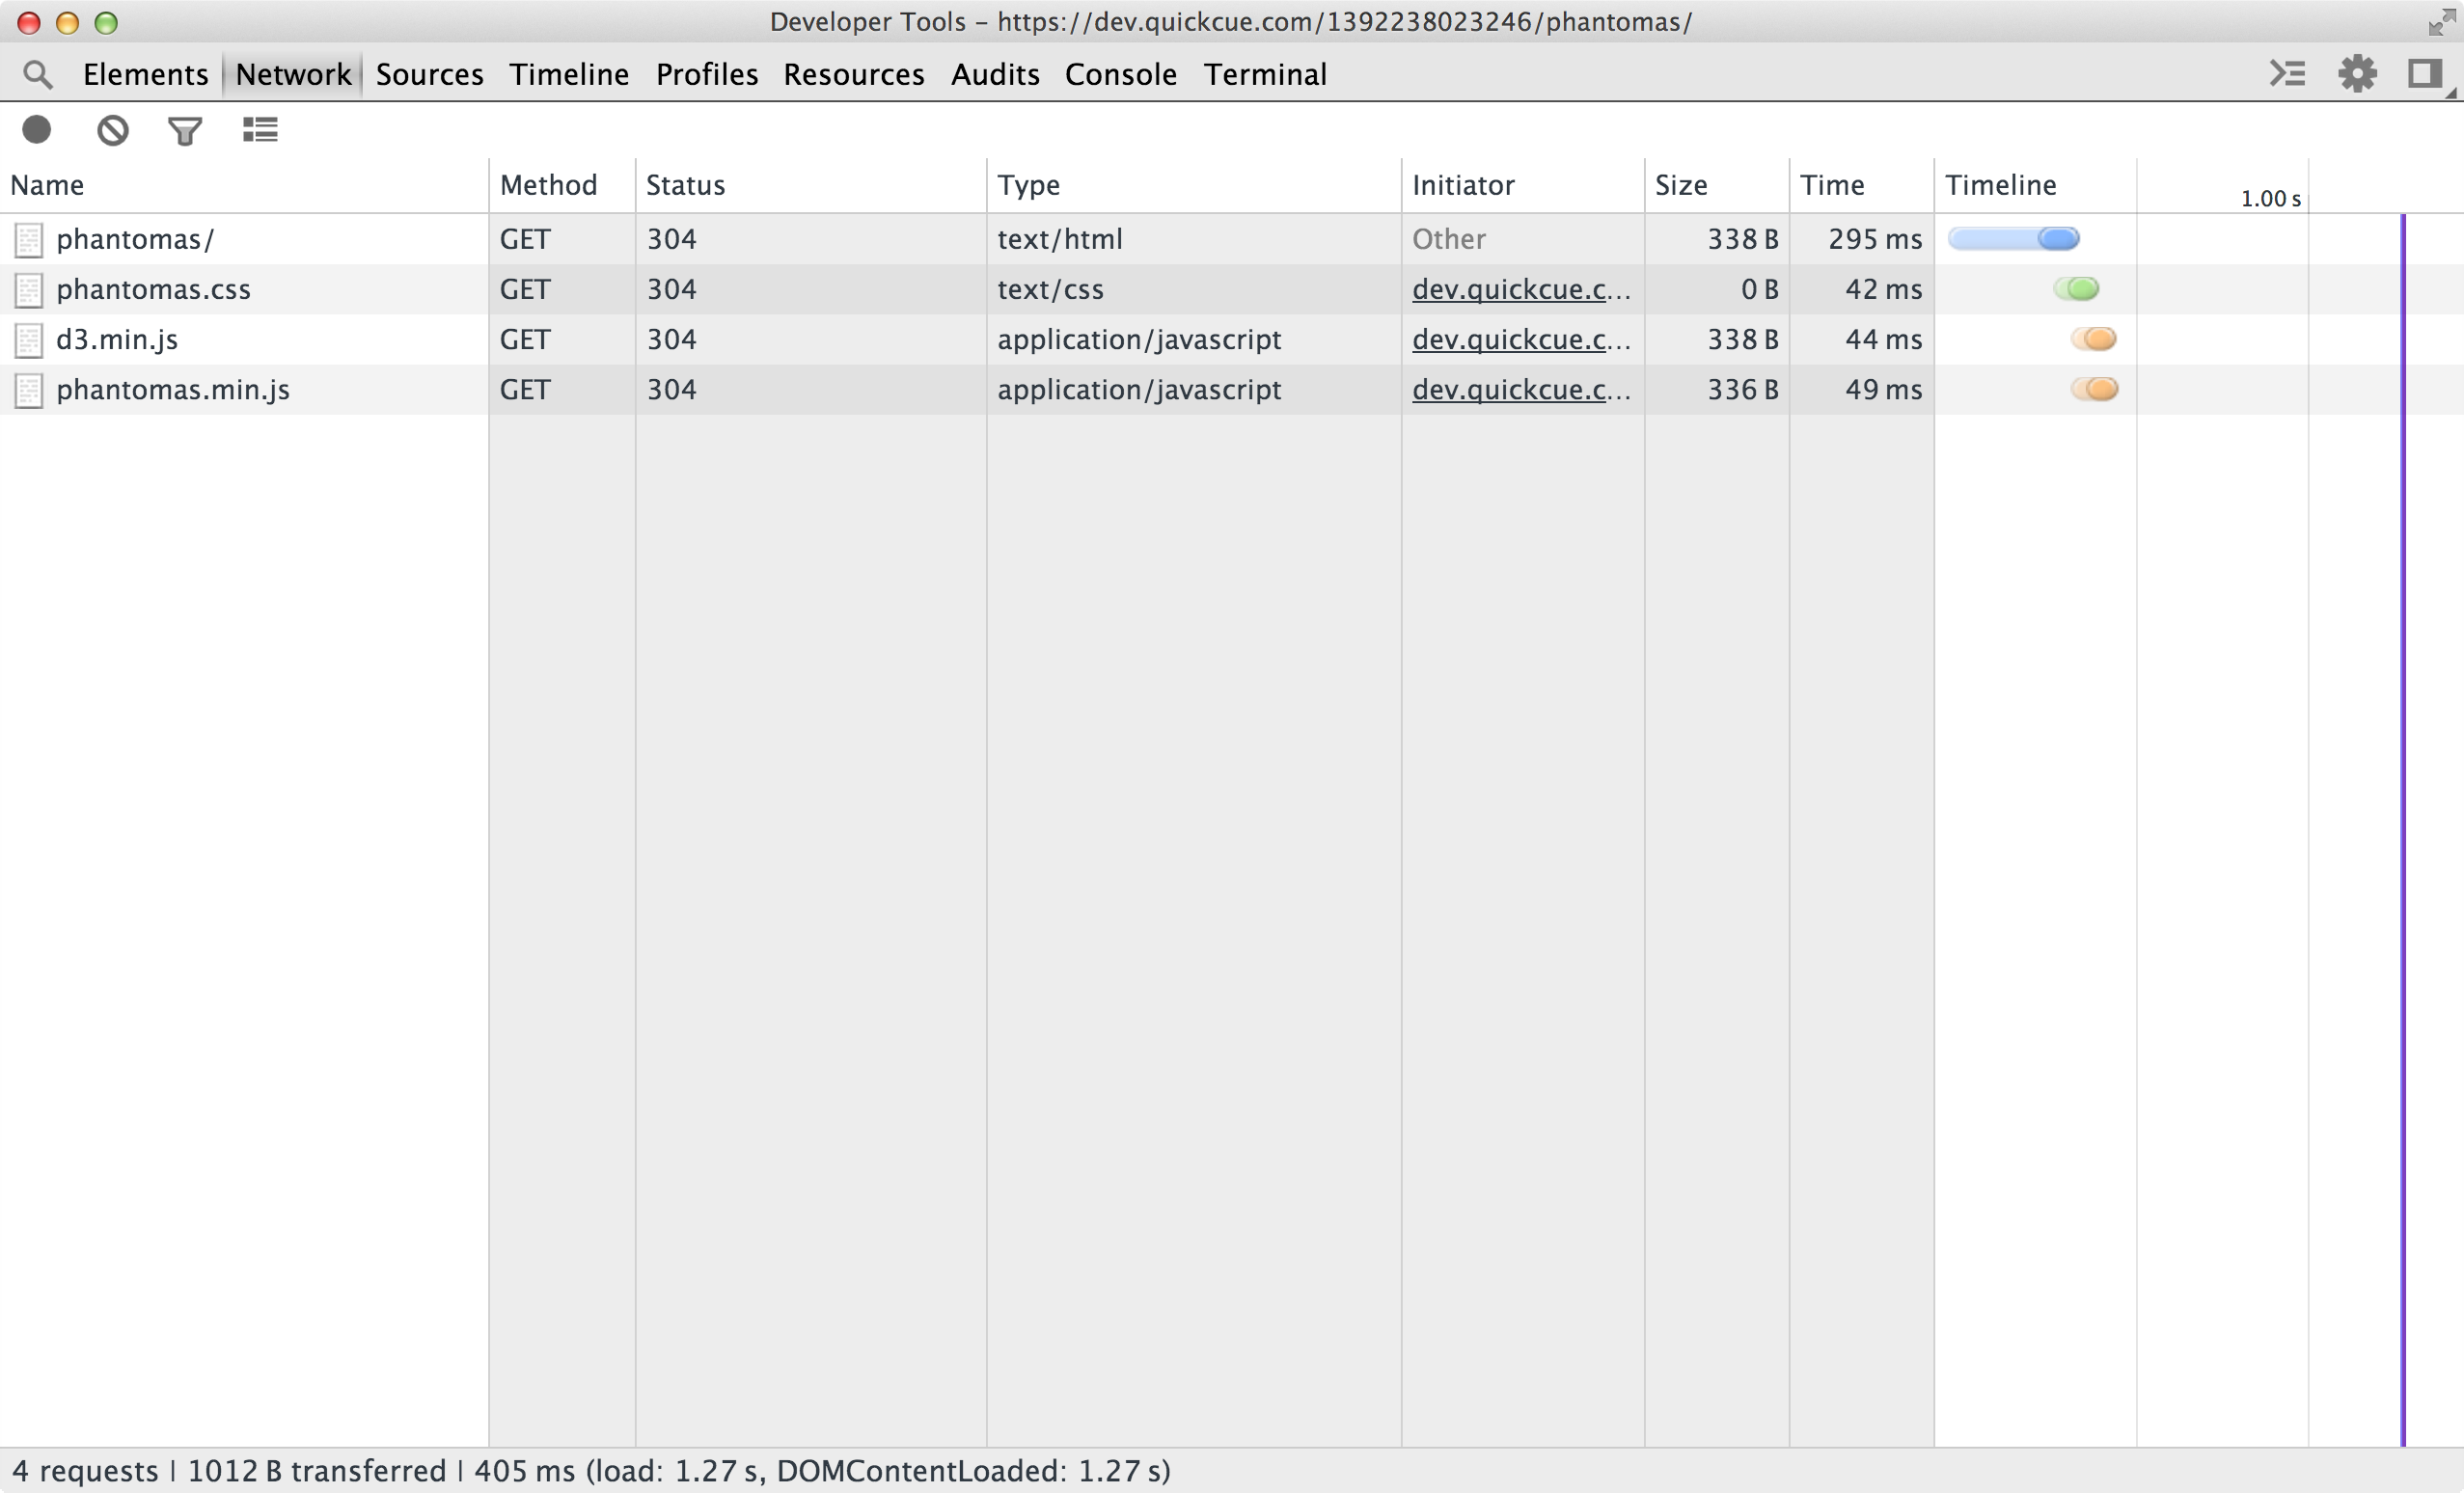 Developer Tools – https://dev.quickcue.com/1392238023246/phantomas/
Elements Network Sources Timeline Profiles Resources Audits Console Terminal
Name Method Status Type Initiator Size Time Timeline 1.00 s
phantomas/ GET 304 text/html Other 338 B 295 ms
phantomas.css GET 304 text/css dev.quickcue.c... 0 B 42 ms
d3.min.js GET 304 application/javascript dev.quickcue.c... 338 B 44 ms
phantomas.min.js GET 304 application/javascript dev.quickcue.c... 336 B 49 ms
4 requests | 1012 B transferred | 405 ms (load: 1.27 s, DOMContentLoaded: 1.27 s)